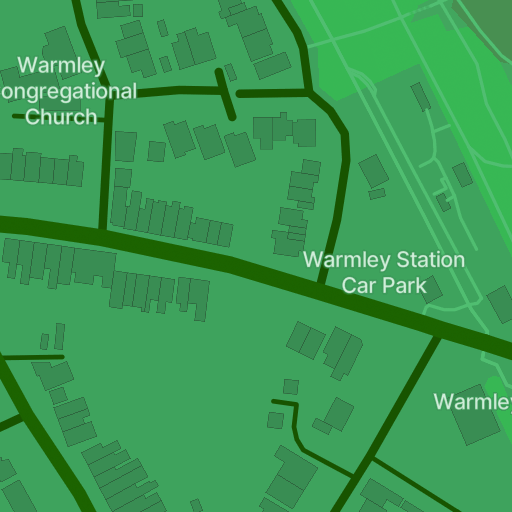 Warmley
ongregational
Church
Warmley Station
Car Park
Warmley